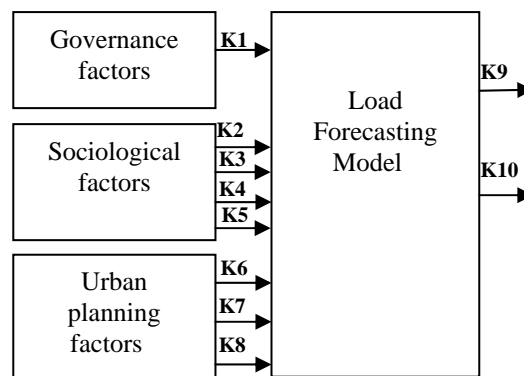 Governance
factors
K1
Sociological
factors
K2
K3
K4
K5
Urban
planning
factors
K6
K7
K8
Load
Forecasting
Model
K9
K10